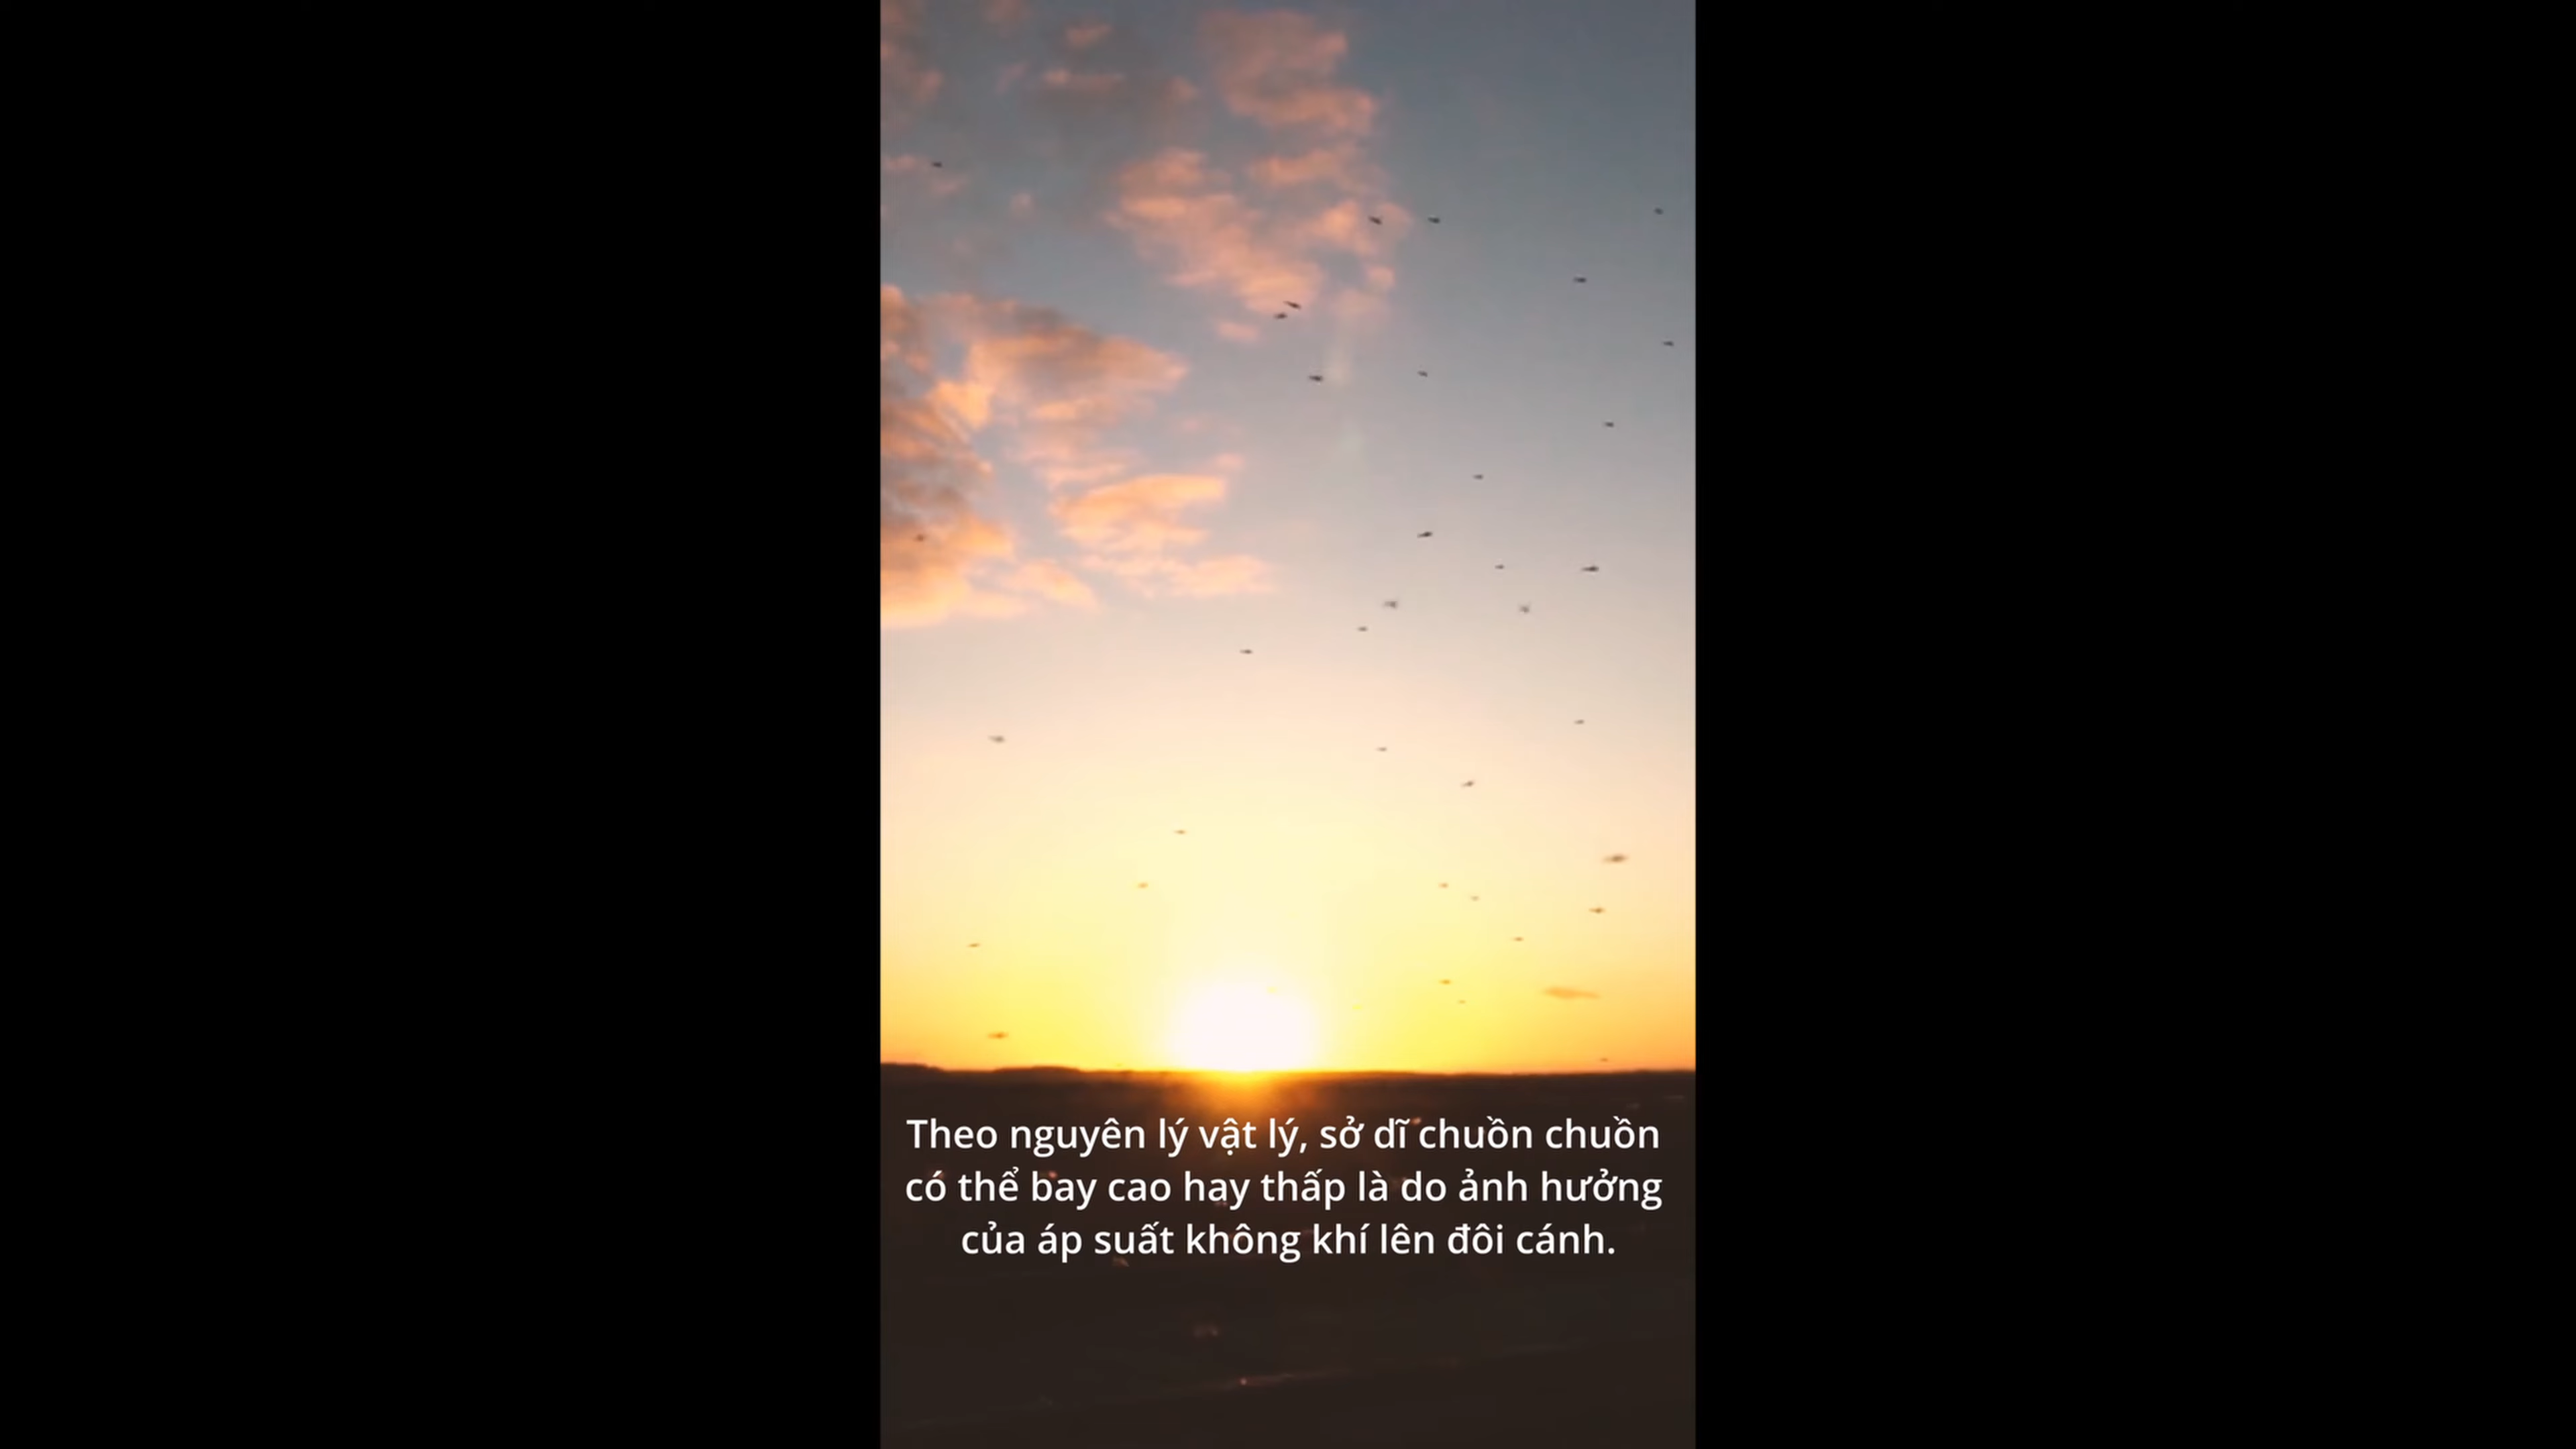 Theo nguyên lý vật lý, sở dĩ chuồn chuồn
có thể bay cao hay thấp là do ảnh hưởng
của áp suất không khí lên đôi cánh.